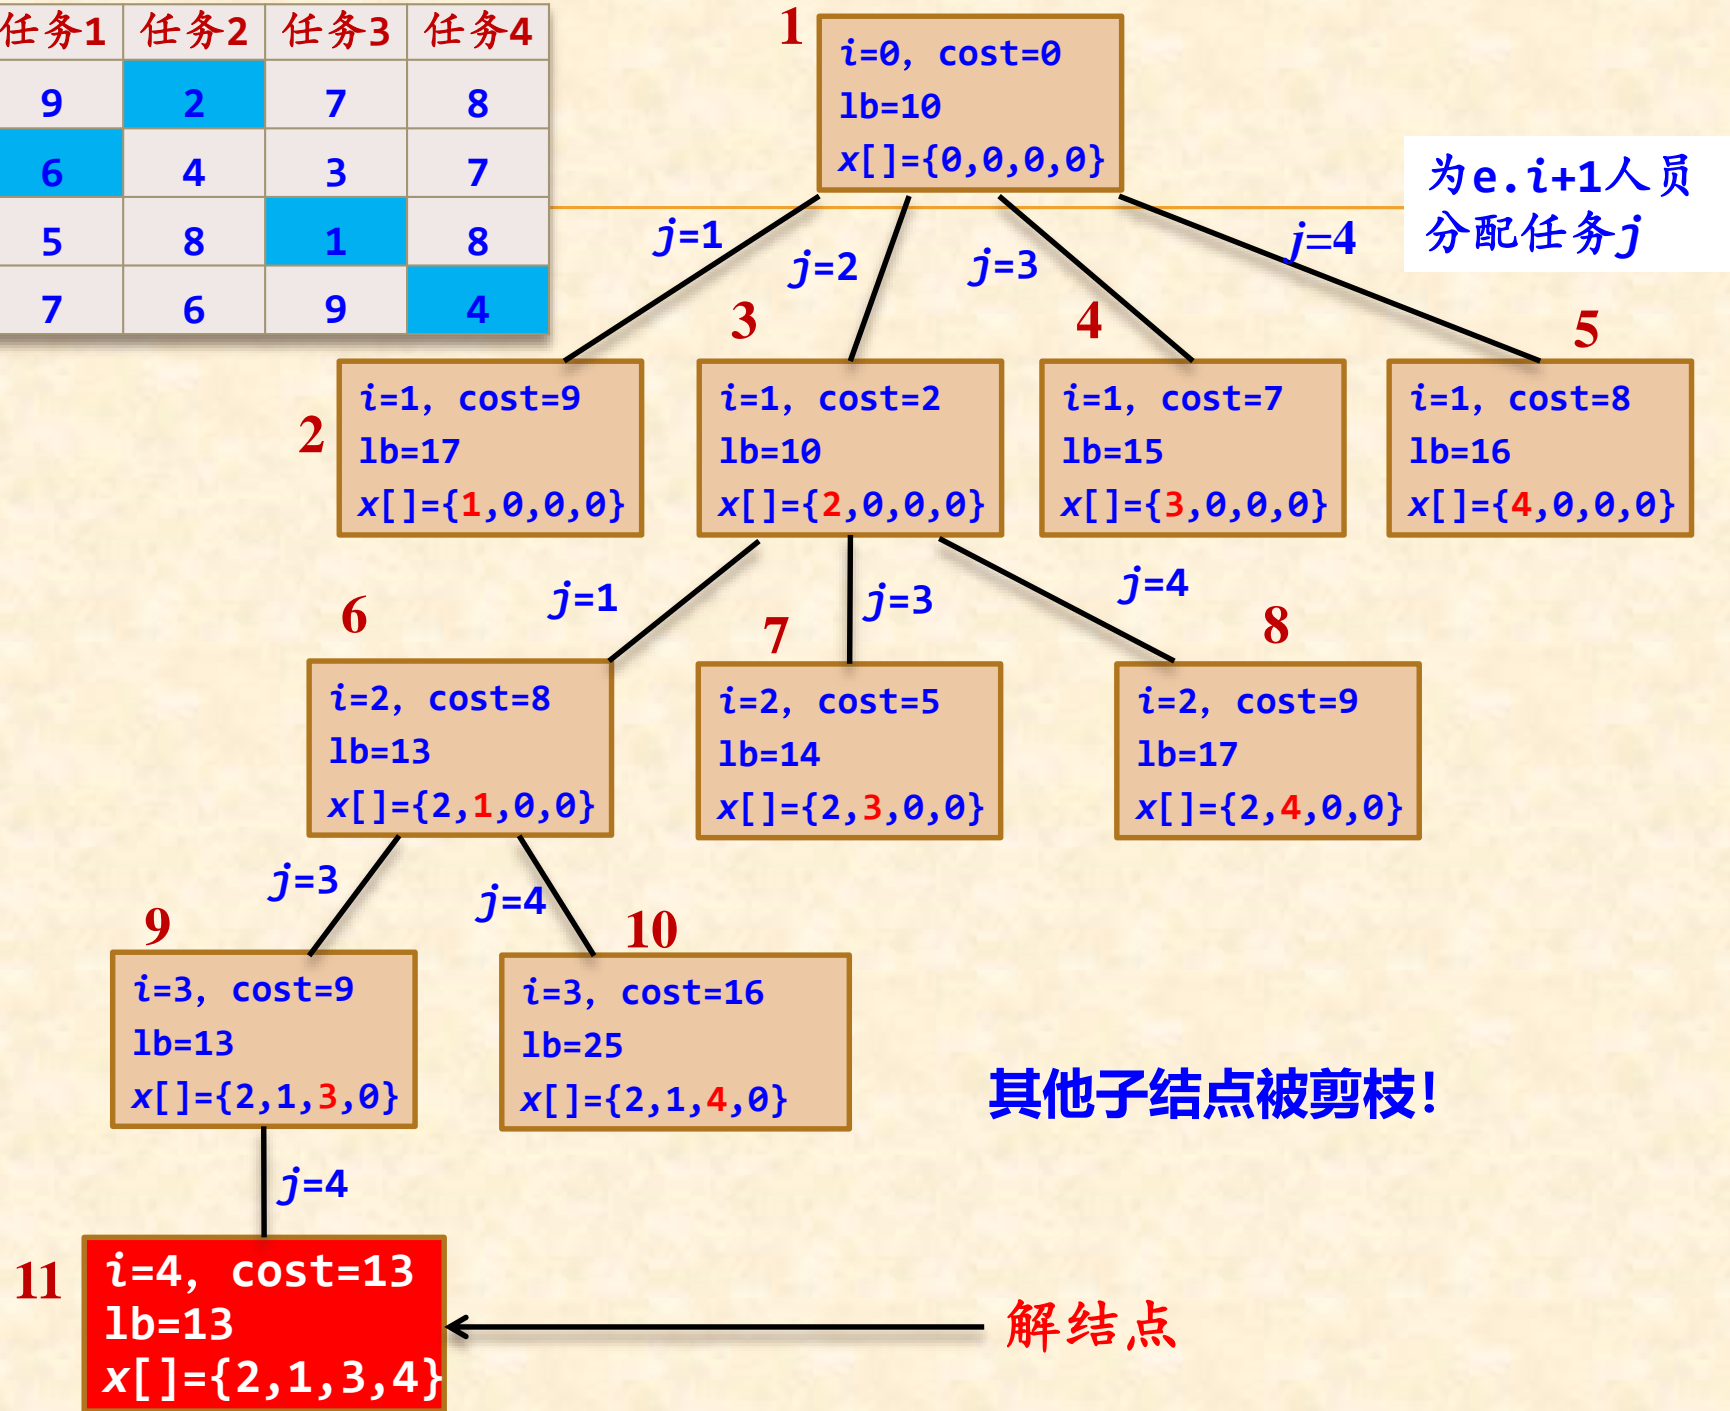 任务1 任务2 任务3 任务4
9 2 7 8
6 4 3 7
5 8 1 8
7 6 9 4
1
i=0, cost=0
lb=10
x[]={0,0,0,0}
为e.i+1人员
分配任务j
j=1
j=2
j=3
j=4
2
i=1, cost=9
lb=17
x[]={1,0,0,0}
3
i=1, cost=2
lb=10
x[]={2,0,0,0}
4
i=1, cost=7
lb=15
x[]={3,0,0,0}
5
i=1, cost=8
lb=16
x[]={4,0,0,0}
j=1
j=3
j=4
6
i=2, cost=8
lb=13
x[]={2,1,0,0}
7
i=2, cost=5
lb=14
x[]={2,3,0,0}
8
i=2, cost=9
lb=17
x[]={2,4,0,0}
j=3
j=4
9
i=3, cost=9
lb=13
x[]={2,1,3,0}
10
i=3, cost=16
lb=25
x[]={2,1,4,0}
其他子结点被剪枝!
j=4
11
i=4, cost=13
lb=13
x[]={2,1,3,4}
解结点